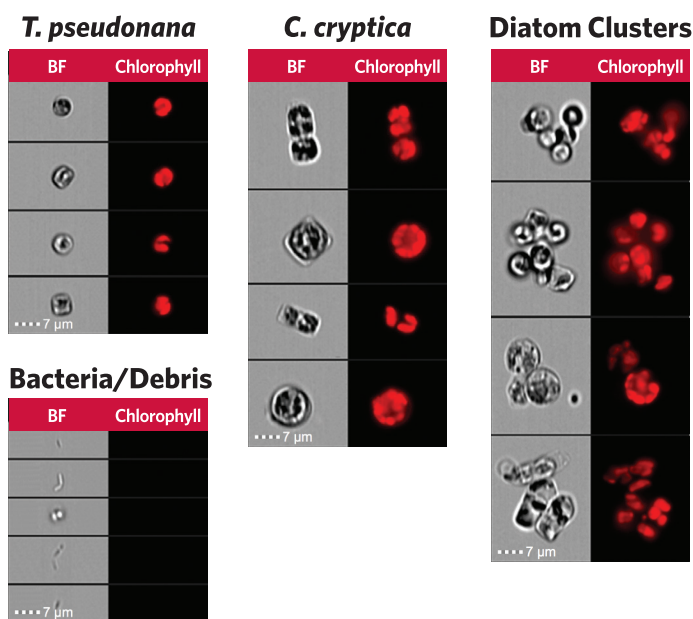 T. pseudonana
BF Chlorophyll
7 µm
Bacteria/Debris
BF Chlorophyll
7 µm
C. cryptica
BF Chlorophyll
7 µm
Diatom Clusters
BF Chlorophyll
7 µm